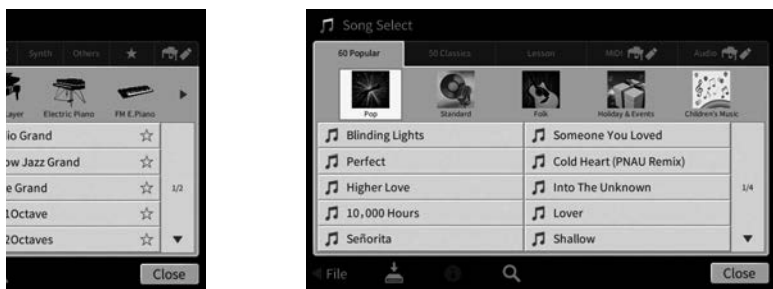 Synth Others
ayer Electric Piano FM E.Piano
io Grand
ow Jazz Grand
e Grand
1Octave
2Octaves
1/2
Close
Song Select
60 Popular 50 Classics Lesson MIDI Audio
Pop Standard Folk Holiday & Events Children's Music
Blinding Lights Someone You Loved
Perfect Cold Heart (PNAU Remix)
Higher Love Into The Unknown
10,000 Hours Lover
Señorita Shallow
1/4
File Close